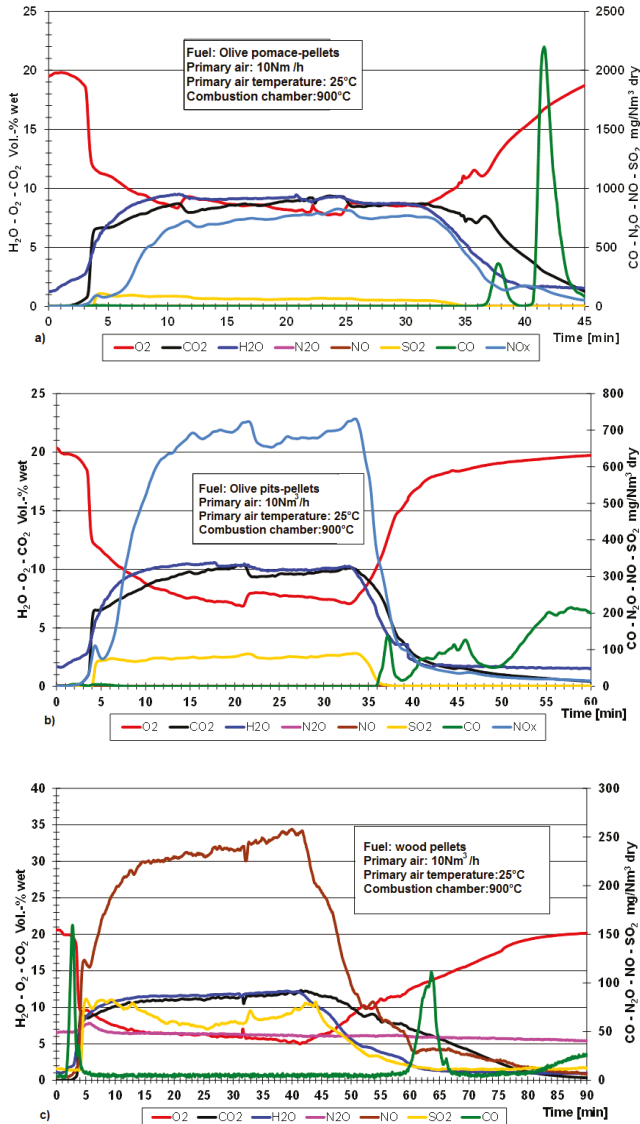 25
20
15
10
5
0
H₂O - O₂ - CO₂ Vol.-% wet
Fuel: Olive pomace-pellets
Primary air: 10Nm /h
Primary air temperature: 25°C
Combustion chamber:900°C
2500
2000
1500
1000
500
0
CO - N₂O - NO - SO₂ mg/Nm³ dry
0 5 10 15 20 25 30 35 40 45
Time [min]
a)
O2 CO2 H2O N2O NO SO2 CO NOx
25
20
15
10
5
0
H₂O - O₂ - CO₂ Vol.-% wet
Fuel: Olive pits-pellets
Primary air: 10Nm³/h
Primary air temperature: 25°C
Combustion chamber:900°C
800
700
600
500
400
300
200
100
0
CO - N₂O - NO - SO₂ mg/Nm³ dry
0 5 10 15 20 25 30 35 40 45 50 55 60
Time [min]
b)
O2 CO2 H2O N2O NO SO2 CO NOx
40
35
30
25
20
15
10
5
0
H₂O - O₂ - CO₂ Vol.-% wet
Fuel: wood pellets
Primary air: 10Nm³/h
Primary air temperature:25°C
Combustion chamber:900°C
300
250
200
150
100
50
0
CO - N₂O - NO - SO₂ mg/Nm³ dry
0 5 10 15 20 25 30 35 40 45 50 55 60 65 70 75 80 85 90
c)
Time [min]
O2 CO2 H2O N2O NO SO2 CO